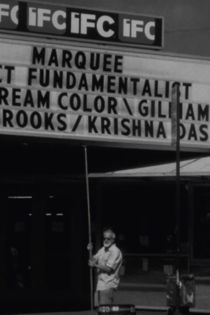 iFC iFC iFC
MARQUEE
CT FUNDAMENTALIST
REAM COLOR\GILLIAM
ROOKS/KRISHNA DAS